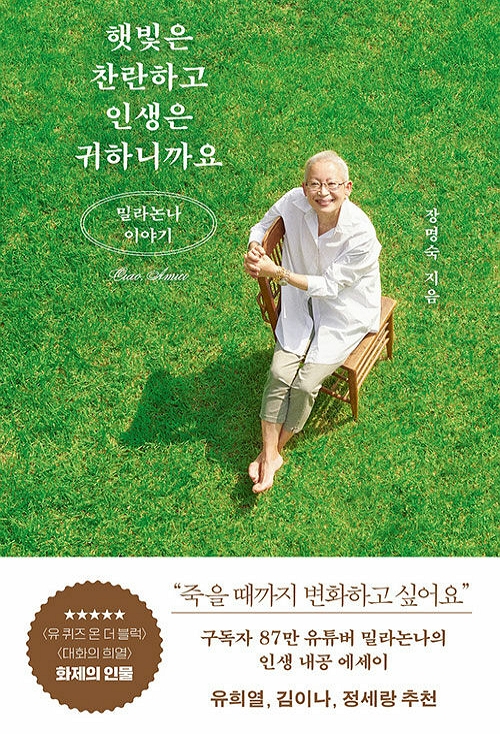 햇빛은
찬란하고
인생은
귀하니까요
밀라논나
이야기
Ciao, Amici
장명숙 지음
“죽을 때까지 변화하고 싶어요”
구독자 87만 유튜버 밀라논나의
인생 내공 에세이
유희열, 김이나, 정세랑 추천
★★★★★
〈유 퀴즈 온 더 블럭〉
〈대화의 희열〉
화제의 인물